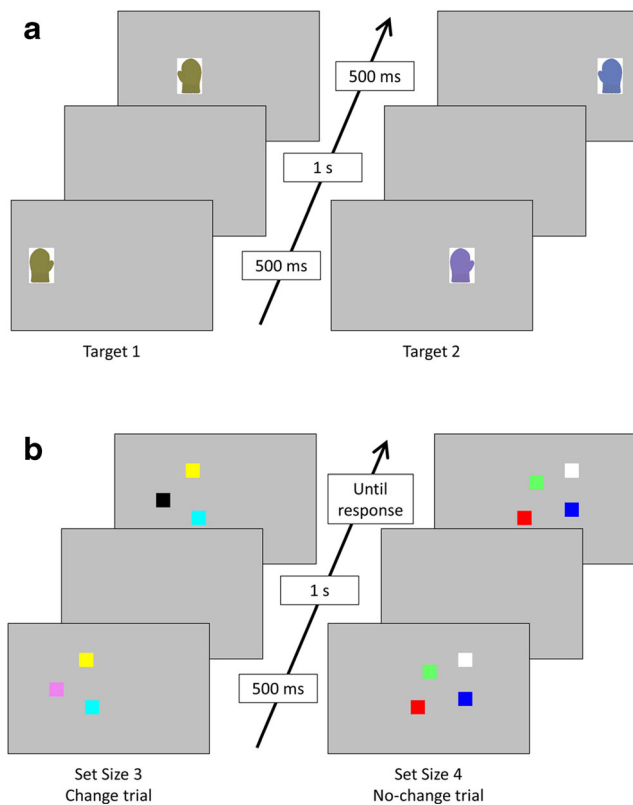 a
500 ms
1 s
500 ms
Target 1
Target 2
b
Until
response
1 s
500 ms
Set Size 3
Change trial
Set Size 4
No-change trial